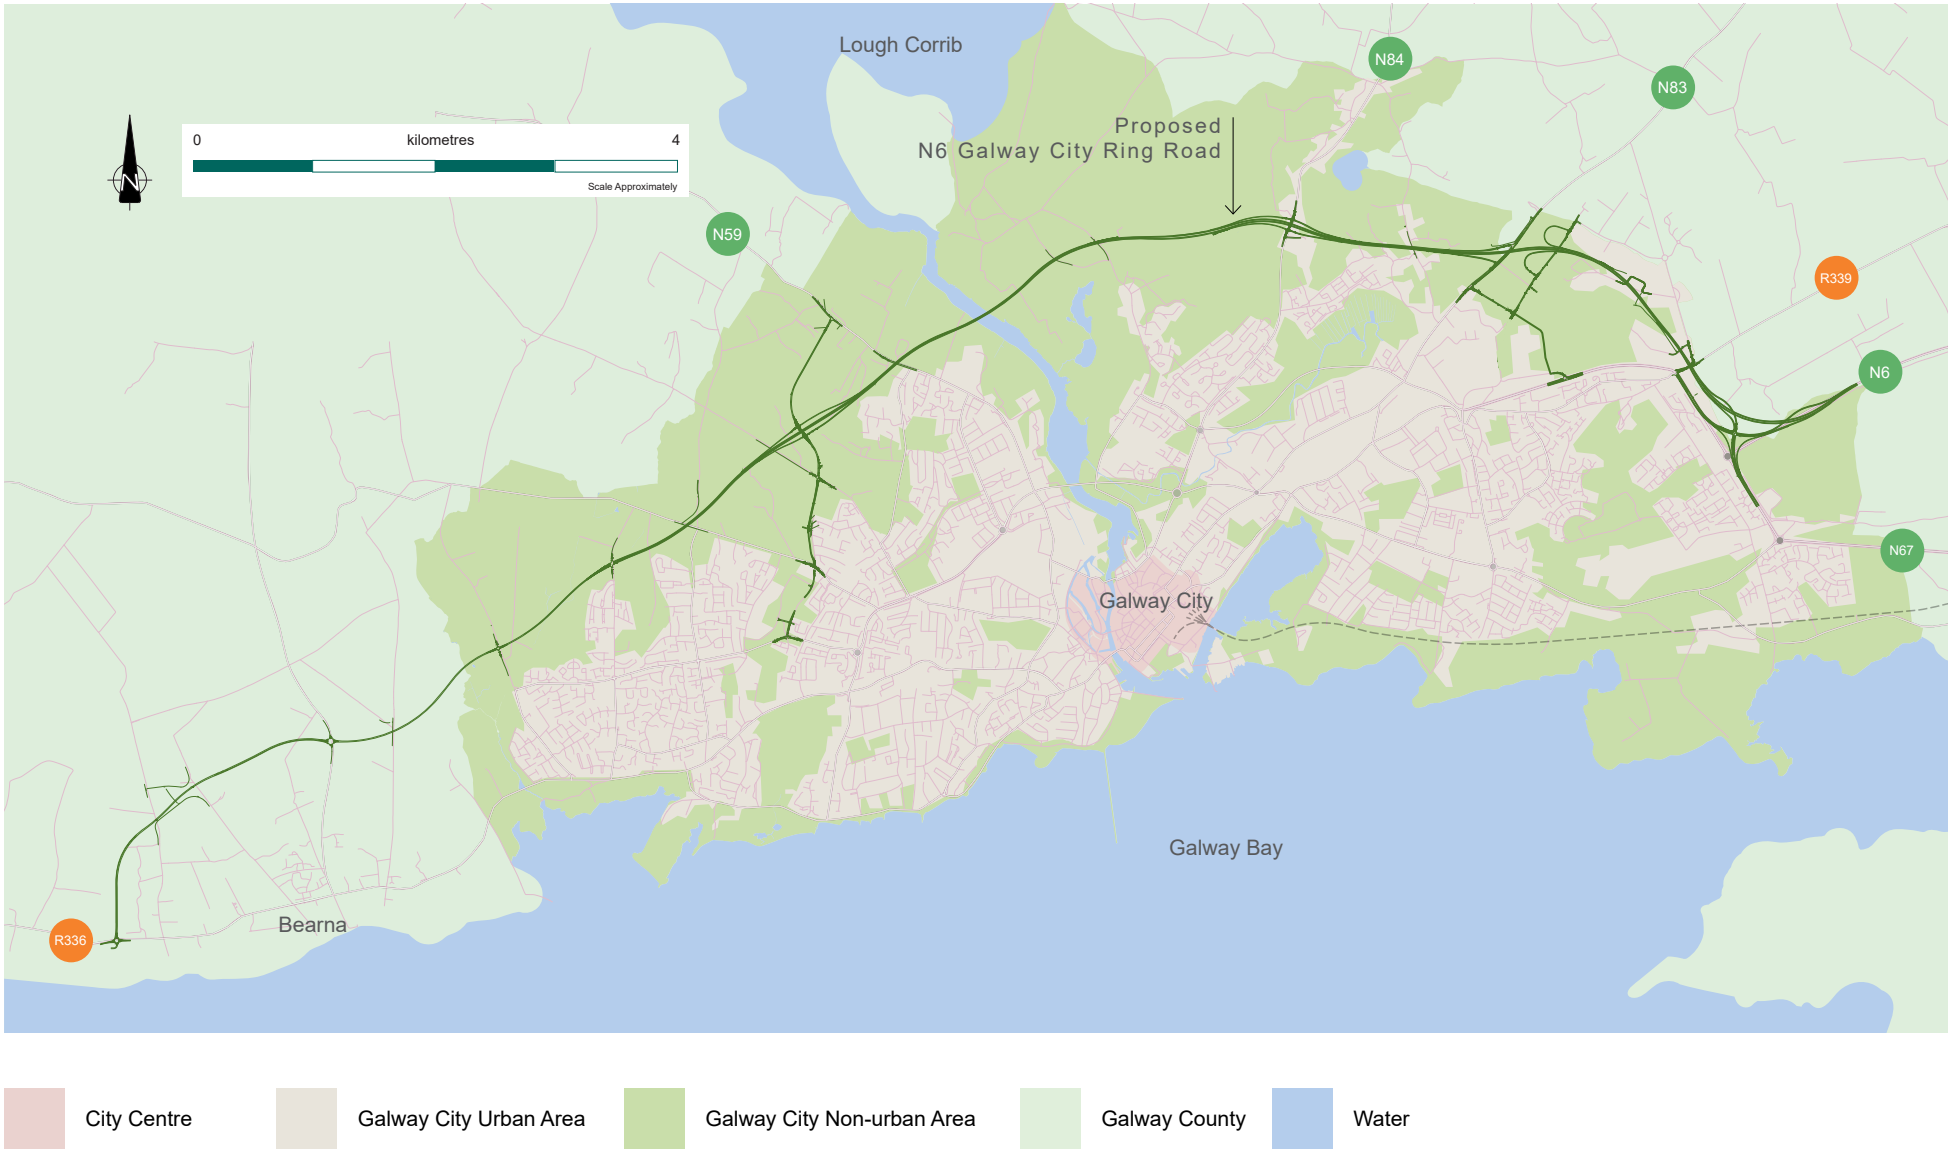 Lough Corrib
N84
N83
Proposed
N6 Galway City Ring Road
0 kilometres 4
Scale Approximately
N
N59
R339
N6
N67
Galway City
Galway Bay
Bearna
R336
City Centre
Galway City Urban Area
Galway City Non-urban Area
Galway County
Water